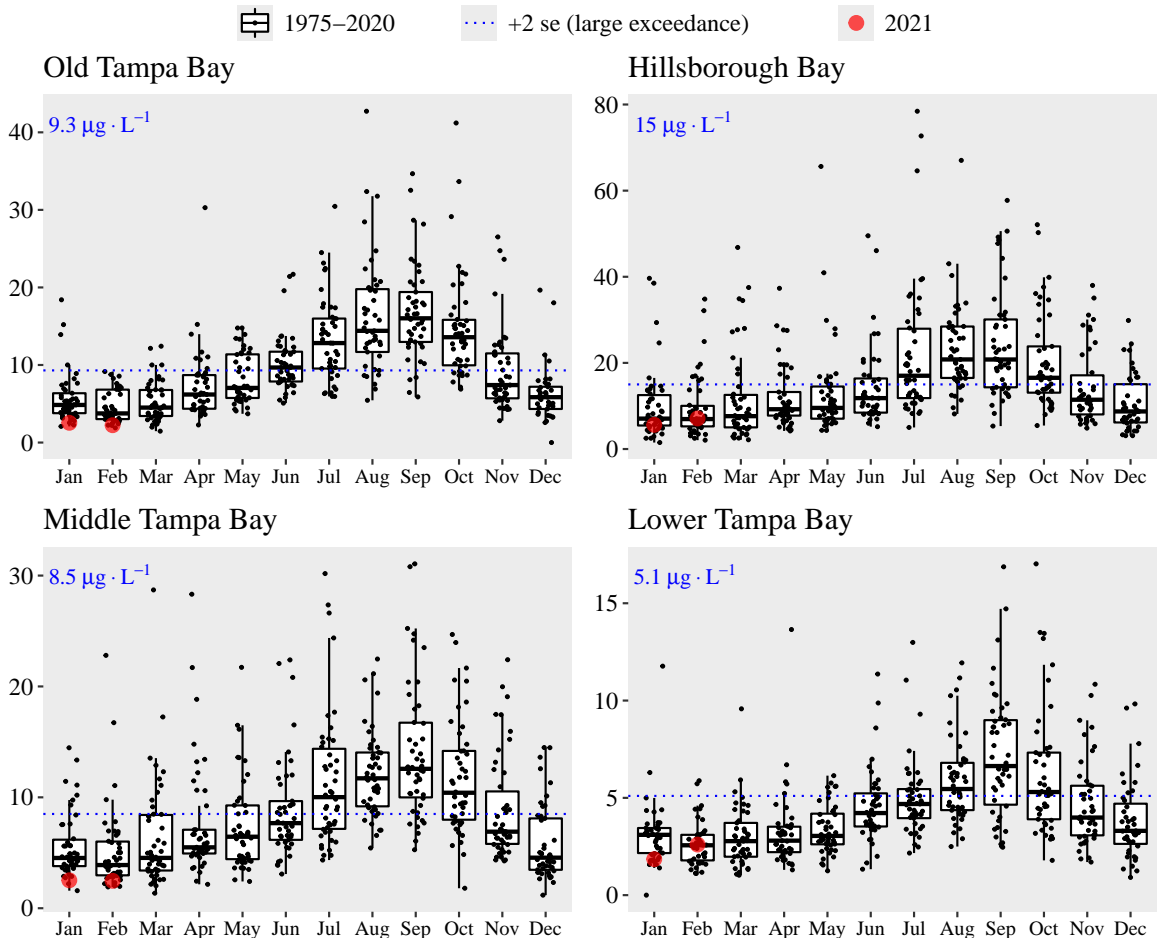 1975–2020 +2 se (large exceedance) 2021
Old Tampa Bay
9.3 μg · L⁻¹
40
30
20
10
0
Jan Feb Mar Apr May Jun Jul Aug Sep Oct Nov Dec
Hillsborough Bay
15 μg · L⁻¹
80
60
40
20
0
Jan Feb Mar Apr May Jun Jul Aug Sep Oct Nov Dec
Middle Tampa Bay
8.5 μg · L⁻¹
30
20
10
0
Jan Feb Mar Apr May Jun Jul Aug Sep Oct Nov Dec
Lower Tampa Bay
5.1 μg · L⁻¹
15
10
5
0
Jan Feb Mar Apr May Jun Jul Aug Sep Oct Nov Dec